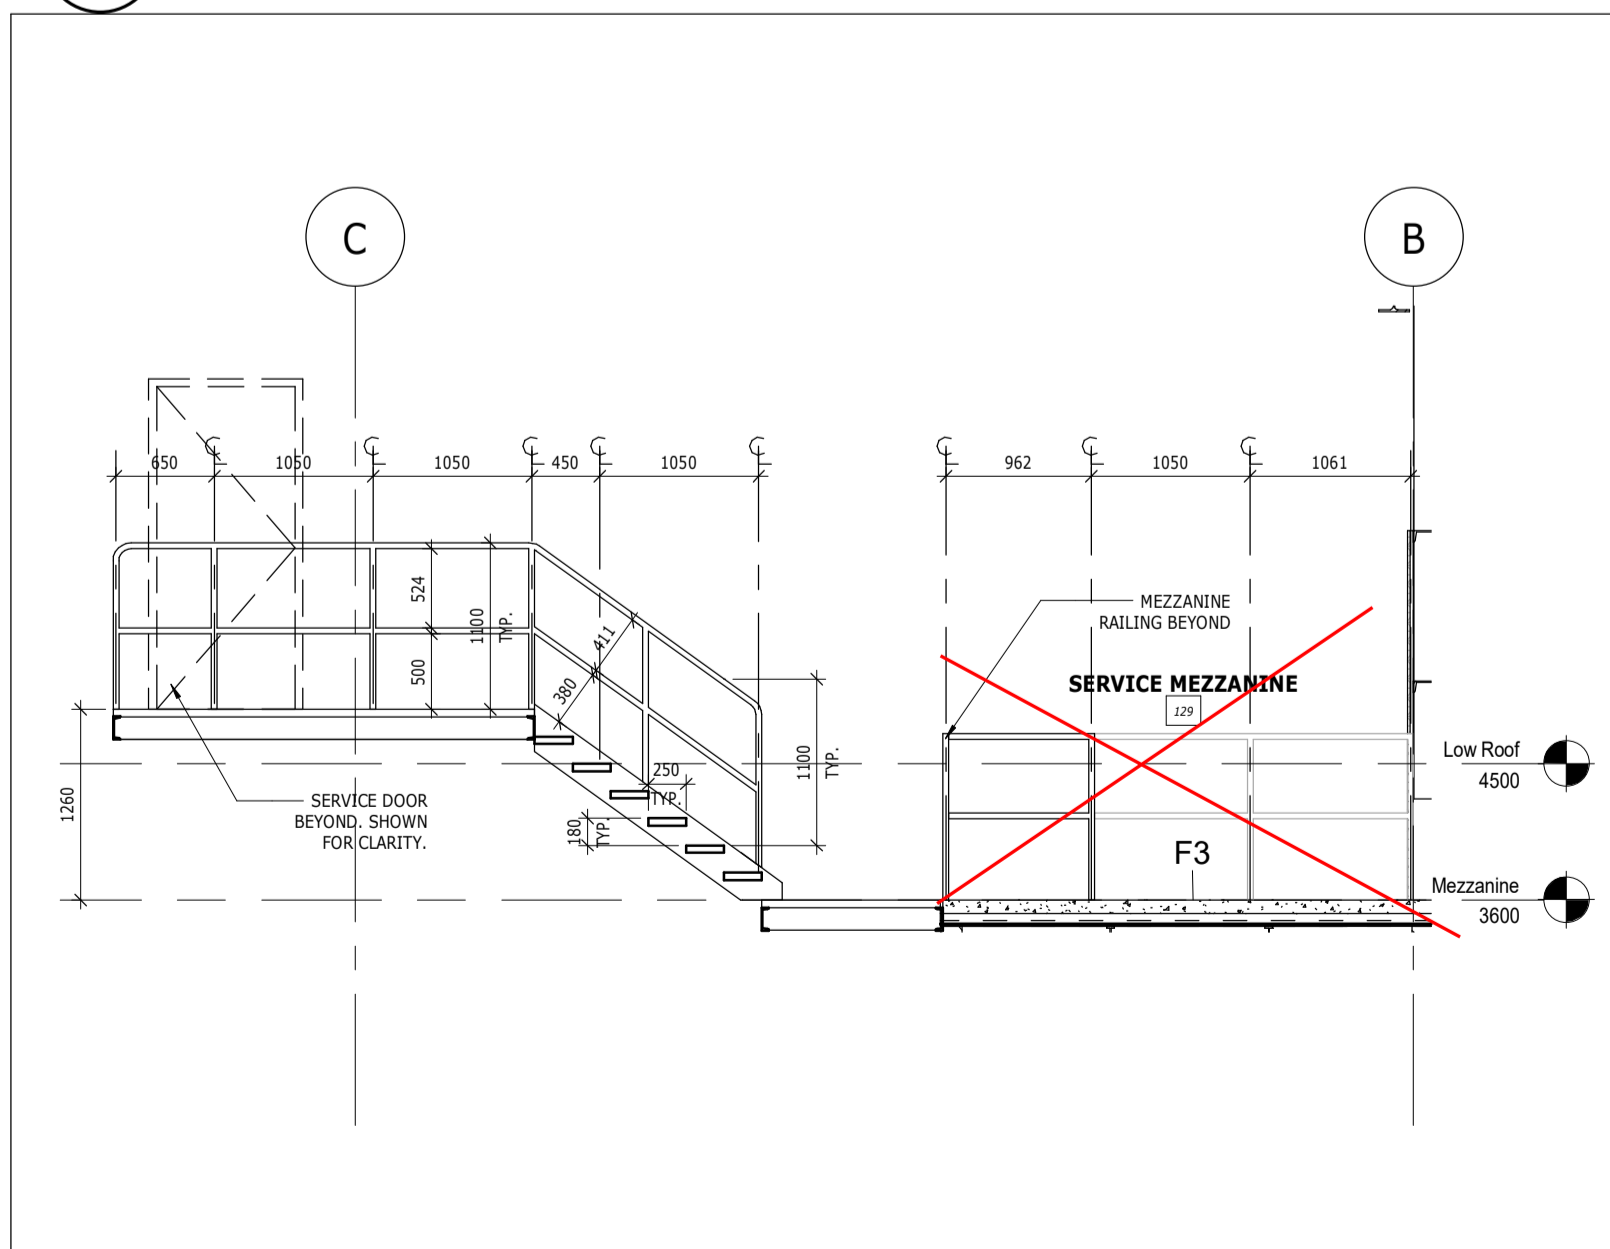 C
B
650
1050
1050
450
1050
962
1050
1061
524
500
1100
TYP.
411
380
250
TYP.
180
TYP.
1100
TYP.
1260
MEZZANINE
RAILING BEYOND
SERVICE MEZZANINE
129
SERVICE DOOR
BEYOND. SHOWN
FOR CLARITY.
F3
Low Roof
4500
Mezzanine
3600